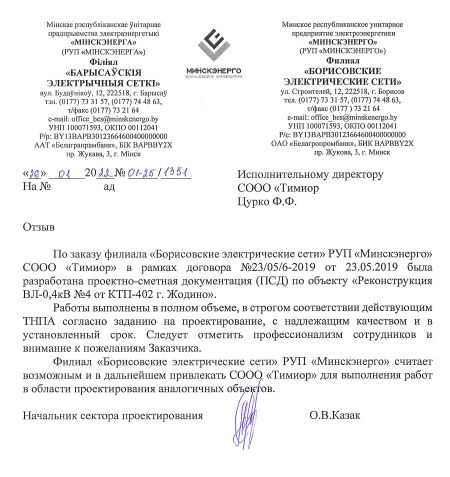 Мінскае рэспубліканскае ўнітарнае
прадпрыемства электраэнергетыкі
«МІНСКЭНЕРГА»
(РУП «МІНСКЭНЕРГА»)
Філіял
«БАРЫСАЎСКІЯ
ЭЛЕКТРЫЧНЫЯ СЕТКІ»
вул. Будаўнікоў, 12, 222518, г. Барысаў
тэл. (0177) 73 31 57, (0177) 74 48 63,
т/факс (0177) 73 21 64
e-mail: office_bes@minskenergo.by
УНП 100071593, ОКПО 00112041
Р/р: BY13BAPB30123664600400000000
ААТ «Белаграпрамбанк», БІК BAPBBY2X
пр. Жукава, 3, г. Мінск
МИНСКЭНЕРГО
Минское республиканское унитарное
предприятие электроэнергетики
«МИНСКЭНЕРГО»
(РУП «МИНСКЭНЕРГО»)
Филиал
«БОРИСОВСКИЕ
ЭЛЕКТРИЧЕСКИЕ СЕТИ»
ул. Строителей, 12, 222518, г. Борисов
тел. (0177) 73 31 57, (0177) 74 48 63,
т/факс (0177) 73 21 64
e-mail: office_bes@minskenergo.by
УНП 100071593, ОКПО 00112041
Р/с: BY13BAPB30123664600400000000
ОАО «Белагропромбанк», БИК BAPBBY2X
пр. Жукова, 3, г. Минск
«26» 01 2022 № 01-25/1351
На № ад
Исполнительному директору
СООО «Тимиор
Цурко Ф.Ф.
Отзыв
По заказу филиала «Борисовские электрические сети» РУП «Минскэнерго»
СООО «Тимиор» в рамках договора №23/05/6-2019 от 23.05.2019 была
разработана проектно-сметная документация (ПСД) по объекту «Реконструкция
ВЛ-0,4кВ №4 от КТП-402 г. Жодино».
Работы выполнены в полном объеме, в строгом соответствии действующим
ТНПА согласно заданию на проектирование, с надлежащим качеством и в
установленный срок. Следует отметить профессионализм сотрудников и
внимание к пожеланиям Заказчика.
Филиал «Борисовские электрические сети» РУП «Минскэнерго» считает
возможным и в дальнейшем привлекать СООО «Тимиор» для выполнения работ
в области проектирования аналогичных объектов.
Начальник сектора проектирования О.В.Казак